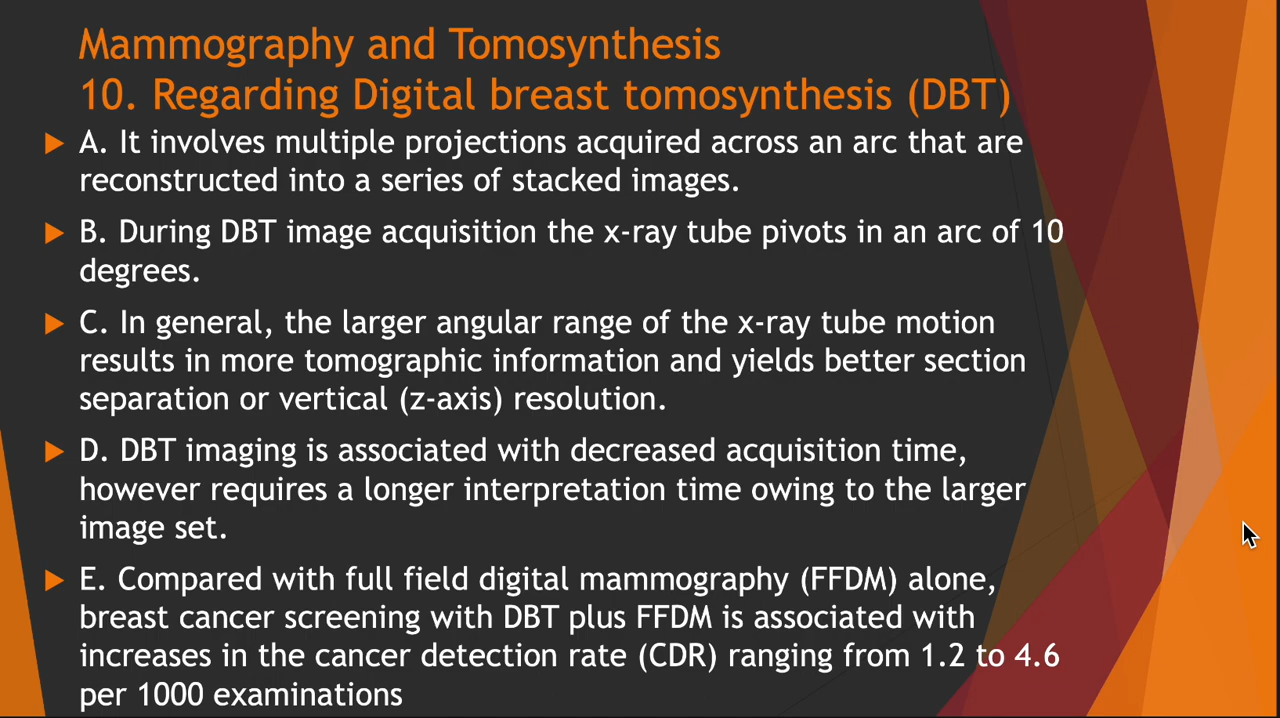 Mammography and Tomosynthesis
10. Regarding Digital breast tomosynthesis (DBT)
A. It involves multiple projections acquired across an arc that are
reconstructed into a series of stacked images.
B. During DBT image acquisition the x-ray tube pivots in an arc of 10
degrees.
C. In general, the larger angular range of the x-ray tube motion
results in more tomographic information and yields better section
separation or vertical (z-axis) resolution.
D. DBT imaging is associated with decreased acquisition time,
however requires a longer interpretation time owing to the larger
image set.
E. Compared with full field digital mammography (FFDM) alone,
breast cancer screening with DBT plus FFDM is associated with
increases in the cancer detection rate (CDR) ranging from 1.2 to 4.6
per 1000 examinations